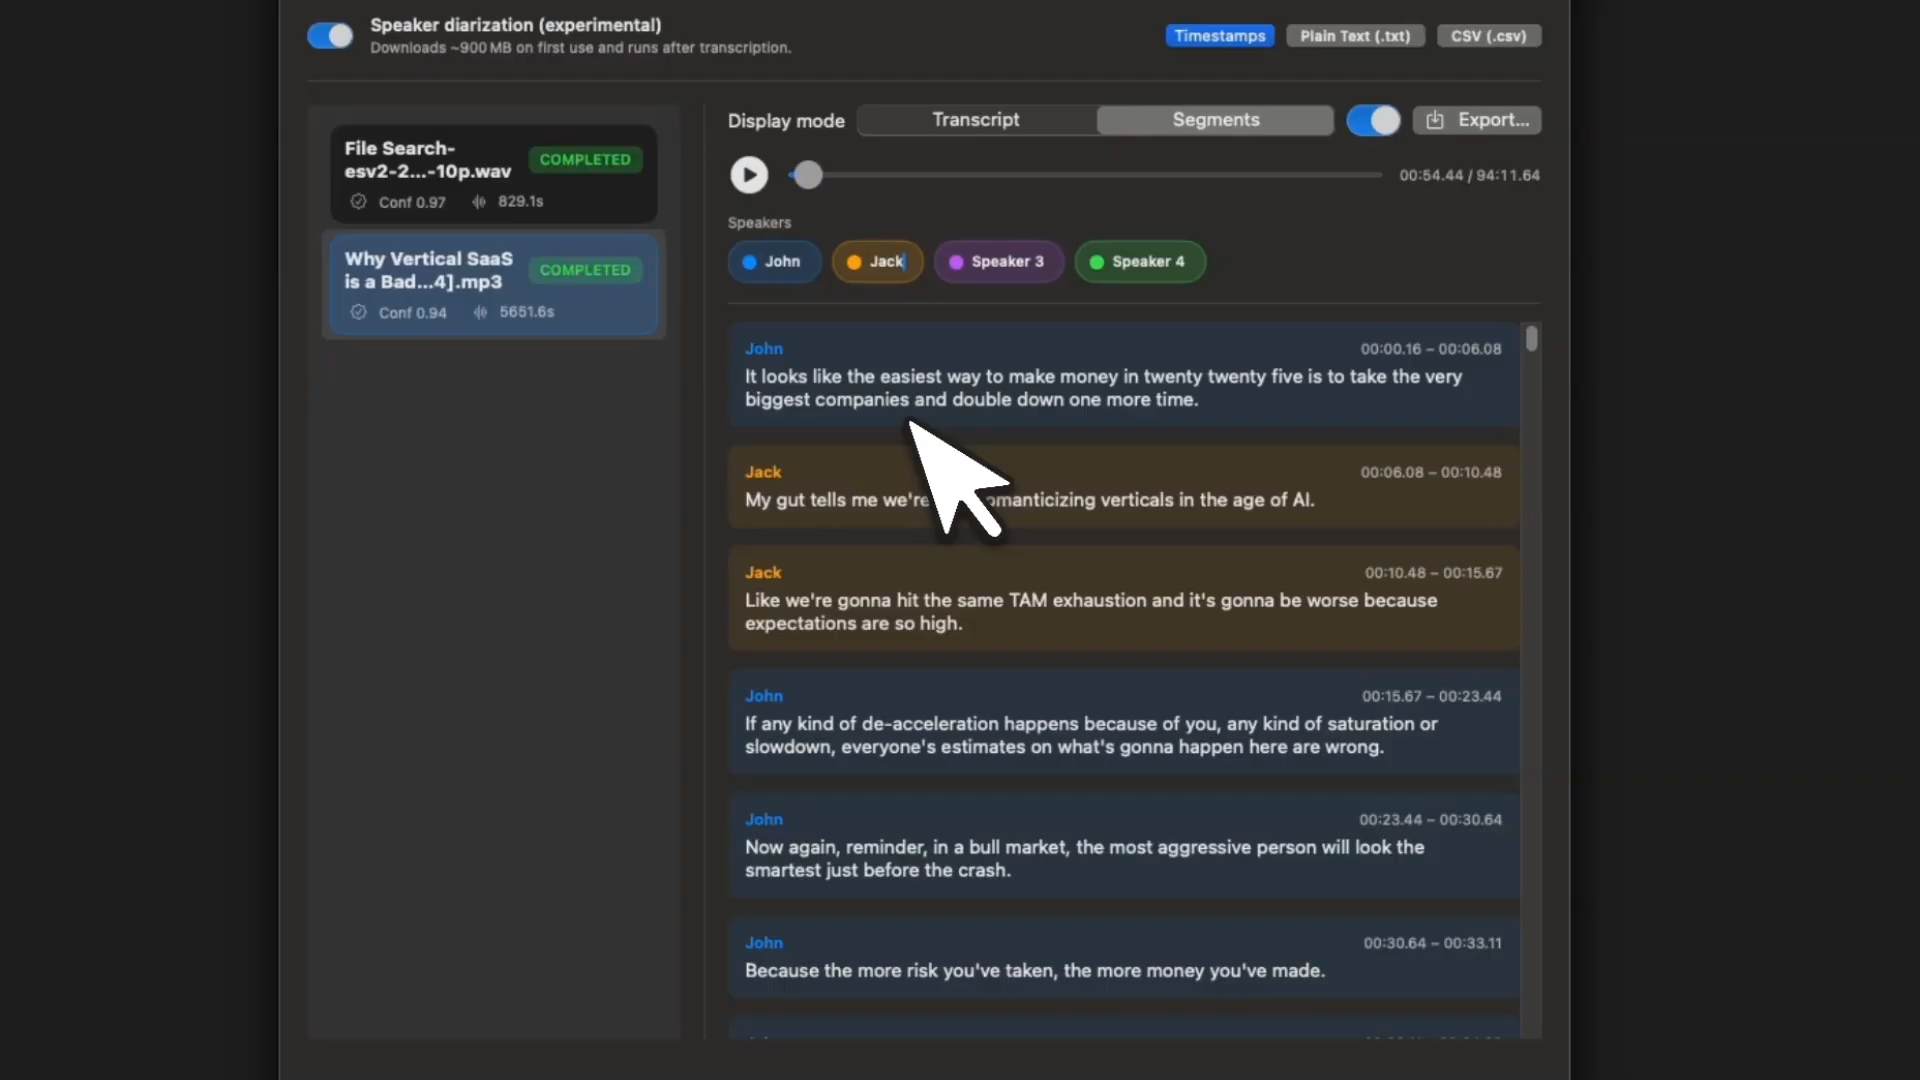 Speaker diarization (experimental)
Downloads ~900 MB on first use and runs after transcription.
Timestamps
Plain Text (.txt)
CSV (.csv)
File Search-
esv2-2...-10p.wav
COMPLETED
Conf 0.97
829.1s
Why Vertical SaaS
is a Bad...4].mp3
COMPLETED
Conf 0.94
5651.6s
Display mode
Transcript
Segments
Export...
00:54.44 / 94:11.64
Speakers
John
Jack
Speaker 3
Speaker 4
John
00:00.16 – 00:06.08
It looks like the easiest way to make money in twenty twenty five is to take the very
biggest companies and double down one more time.
Jack
00:06.08 – 00:10.48
My gut tells me we're omanticizing verticals in the age of AI.
Jack
00:10.48 – 00:15.67
Like we're gonna hit the same TAM exhaustion and it's gonna be worse because
expectations are so high.
John
00:15.67 – 00:23.44
If any kind of de-acceleration happens because of you, any kind of saturation or
slowdown, everyone's estimates on what's gonna happen here are wrong.
John
00:23.44 – 00:30.64
Now again, reminder, in a bull market, the most aggressive person will look the
smartest just before the crash.
John
00:30.64 – 00:33.11
Because the more risk you've taken, the more money you've made.